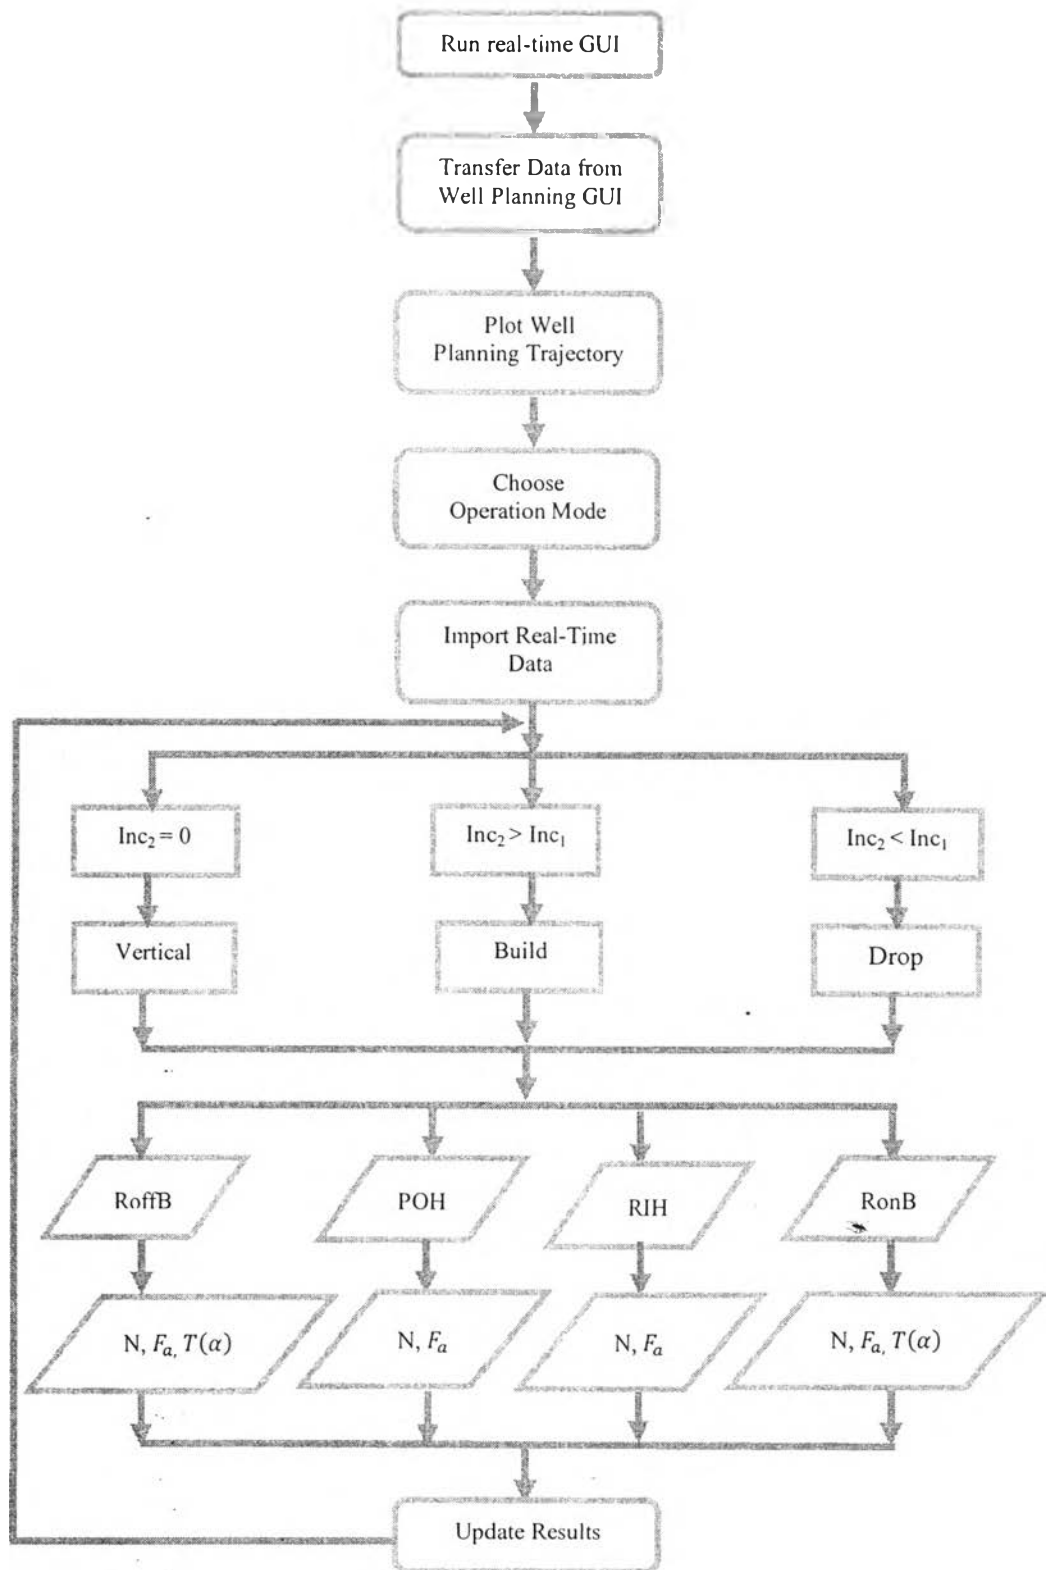 Run real-time GUI
Transfer Data from
Well Planning GUI
Plot Well
Planning Trajectory
Choose
Operation Mode
Import Real-Time
Data
Inc₂ = 0
Inc₂ > Inc₁
Inc₂ < Inc₁
Vertical
Build
Drop
RoffB
POH
RIH
RonB
N, Fₐ, T(α)
N, Fₐ
N, Fₐ
N, Fₐ, T(α)
Update Results